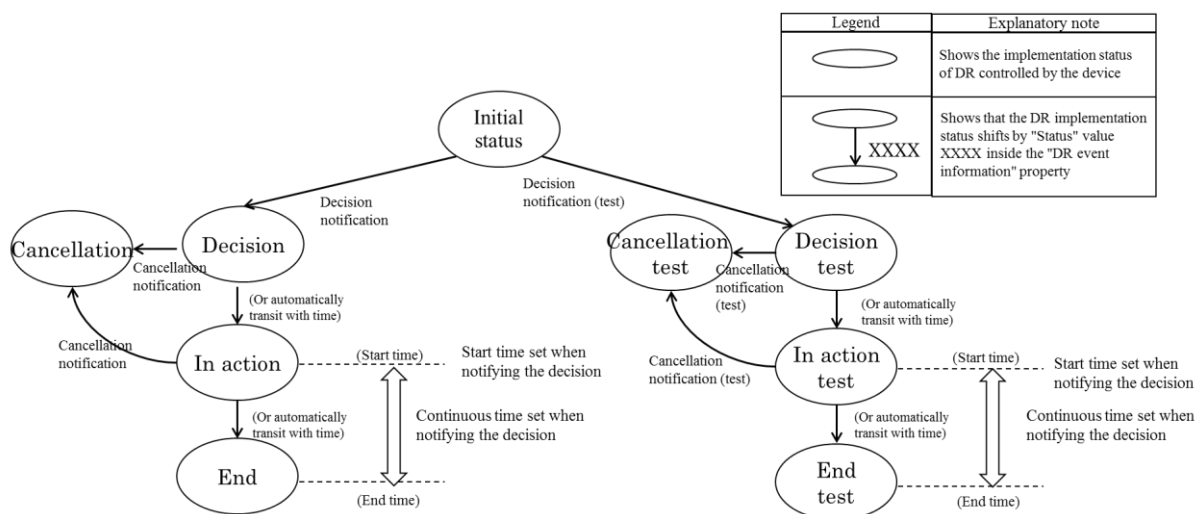 Legend
Explanatory note
Shows the implementation status
of DR controlled by the device
XXXX
Shows that the DR implementation
status shifts by "Status" value
XXXX inside the "DR event
information" property
Initial
status
Decision
notification
Decision
notification (test)
Cancellation
Cancellation
notification
Decision
(Or automatically
transit with time)
Cancellation
notification
In action
(Start time)
Start time set when
notifying the decision
(Or automatically
transit with time)
Continuous time set when
notifying the decision
End
(End time)
Cancellation
test
Cancellation
notification
(test)
Decision
test
(Or automatically
transit with time)
Cancellation
notification (test)
In action
test
(Start time)
Start time set when
notifying the decision
(Or automatically
transit with time)
Continuous time set when
notifying the decision
End
test
(End time)